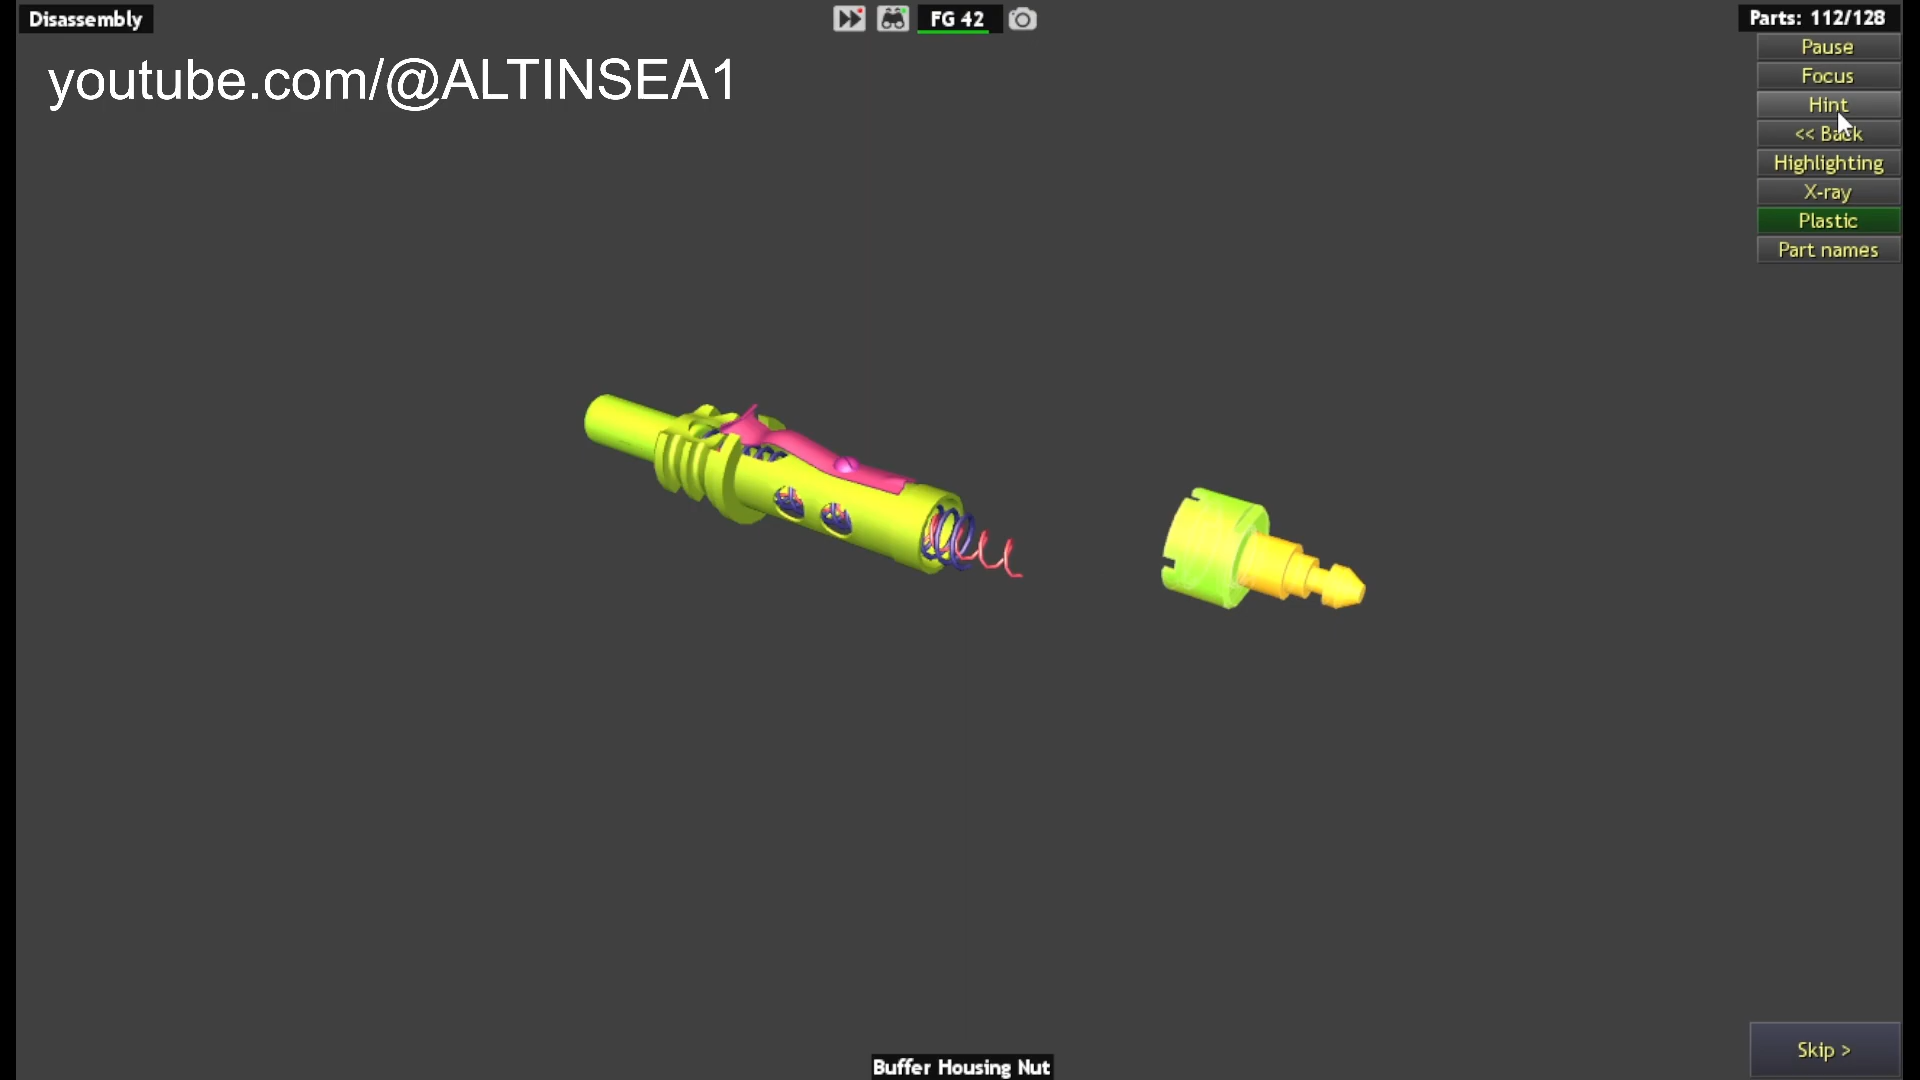 Disassembly
FG 42
Parts: 112/128
youtube.com/@ALTINSEA1
Pause
Focus
Hint
<< Back
Highlighting
X-ray
Plastic
Part names
Buffer Housing Nut
Skip >